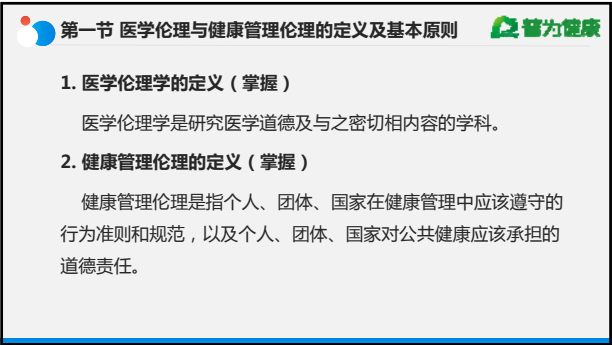 第一节 医学伦理与健康管理伦理的定义及基本原则
普为健康
1. 医学伦理学的定义（掌握）
医学伦理学是研究医学道德及与之密切相内容的学科。
2. 健康管理伦理的定义（掌握）
健康管理伦理是指个人、团体、国家在健康管理中应该遵守的
行为准则和规范，以及个人、团体、国家对公共健康应该承担的
道德责任。